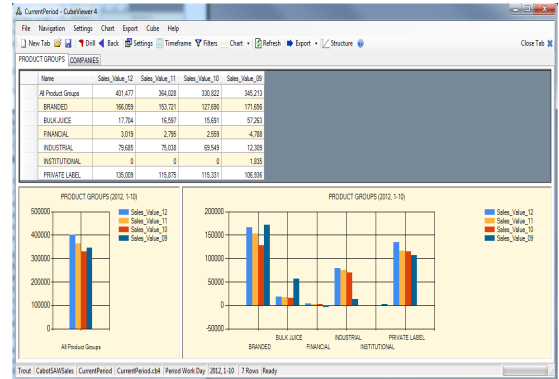 CurrentPeriod - CubeViewer 4
File Navigation Settings Chart Export Cube Help
New Tab Drill Back Settings Timeframe Filters Chart Refresh Export Structure Close Tab
PRODUCT GROUPS COMPANIES
Name Sales_Value_12 Sales_Value_11 Sales_Value_10 Sales_Value_09
All Product Groups 401,477 364,028 330,822 345,213
BRANDED 166,059 153,721 127,690 171,656
BULK JUICE 17,704 16,597 15,691 57,263
FINANCIAL 3,019 2,795 2,559 -4,788
INDUSTRIAL 79,685 75,038 69,549 12,309
INSTITUTIONAL 0 0 0 1,835
PRIVATE LABEL 135,009 115,875 115,331 106,936
PRODUCT GROUPS (2012, 1-10)
500000
400000
300000
200000
100000
0
All Product Groups
Sales_Value_12
Sales_Value_11
Sales_Value_10
Sales_Value_09
PRODUCT GROUPS (2012, 1-10)
200000
150000
100000
50000
0
-50000
BULK JUICE INDUSTRIAL PRIVATE LABEL
BRANDED FINANCIAL INSTITUTIONAL
Sales_Value_12
Sales_Value_11
Sales_Value_10
Sales_Value_09
Trout CabotSAWSales CurrentPeriod CurrentPeriod.cb4 Period Work Day 2012, 1-10 7 Rows Ready